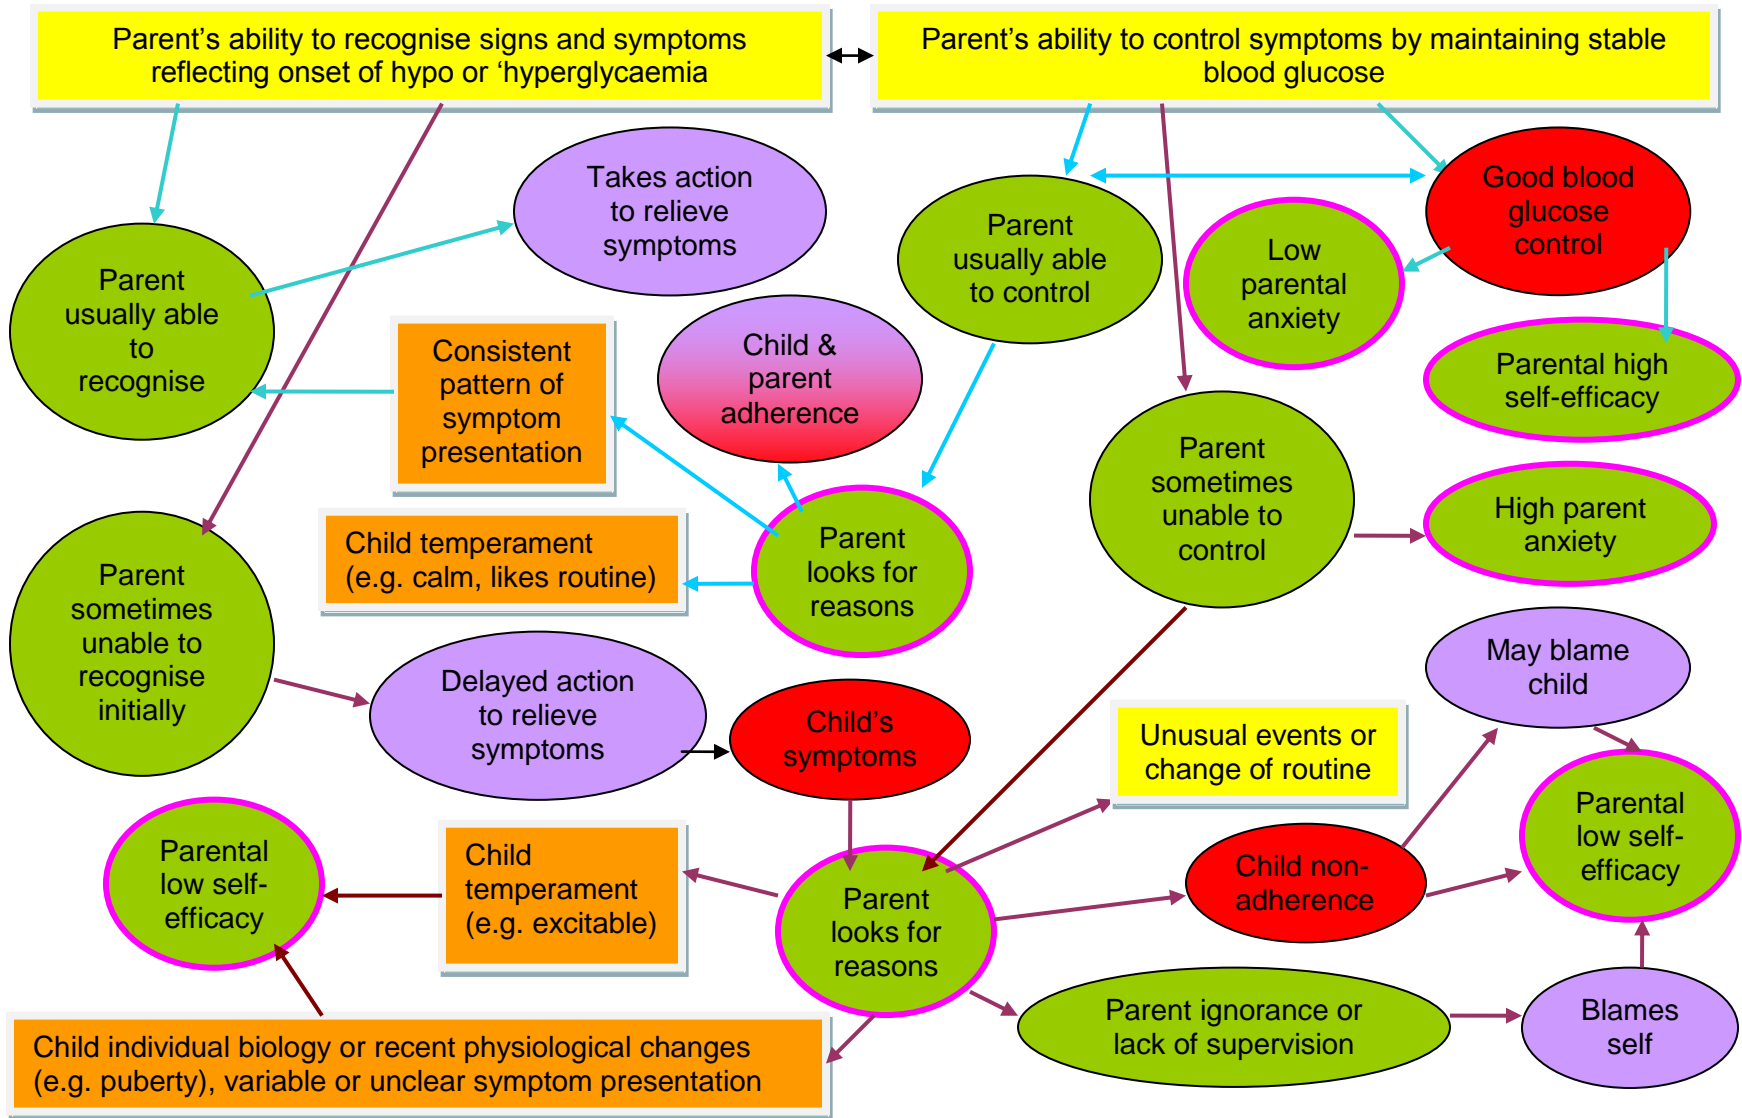 Parent’s ability to recognise signs and symptoms
reflecting onset of hypo or ‘hyperglycaemia
Parent’s ability to control symptoms by maintaining stable
blood glucose
Takes action
to relieve
symptoms
Good blood
glucose
control
Parent
usually able
to control
Low
parental
anxiety
Parent
usually able
to
recognise
Consistent
pattern of
symptom
presentation
Child &
parent
adherence
Parental high
self-efficacy
Parent
sometimes
unable to
control
High parent
anxiety
Child temperament
(e.g. calm, likes routine)
Parent
looks for
reasons
Parent
sometimes
unable to
recognise
initially
Delayed action
to relieve
symptoms
Child’s
symptoms
May blame
child
Unusual events or
change of routine
Parental
low self-
efficacy
Parental
low self-
efficacy
Child
temperament
(e.g. excitable)
Parent
looks for
reasons
Child non-
adherence
Parent ignorance or
lack of supervision
Blames
self
Child individual biology or recent physiological changes
(e.g. puberty), variable or unclear symptom presentation